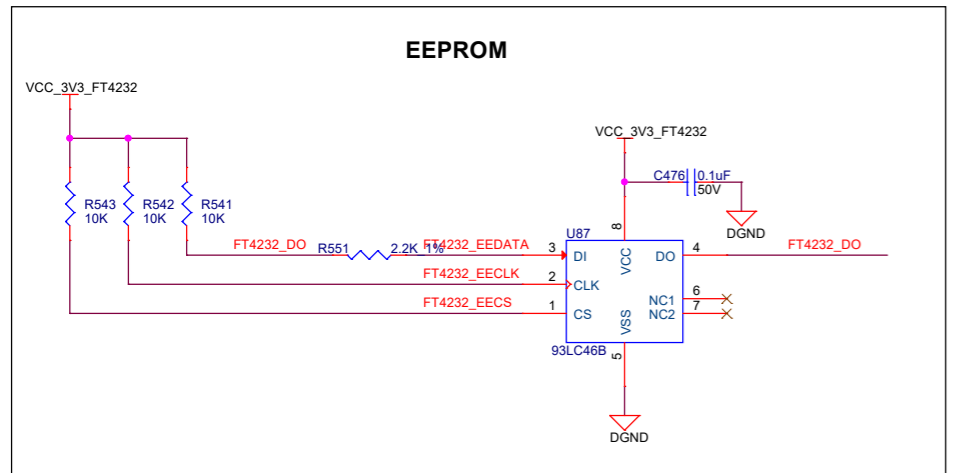 EEPROM
VCC_3V3_FT4232
VCC_3V3_FT4232
C476
0.1uF
50V
DGND
R543
10K
R542
10K
R541
10K
U87
8
VCC
FT4232_DO
R551
2.2K_1%
FT4232_EEDATA
3
DI
DO
4
FT4232_DO
FT4232_EECLK
2
CLK
NC1
6
FT4232_EECS
1
CS
NC2
7
VSS
93LC46B
5
DGND